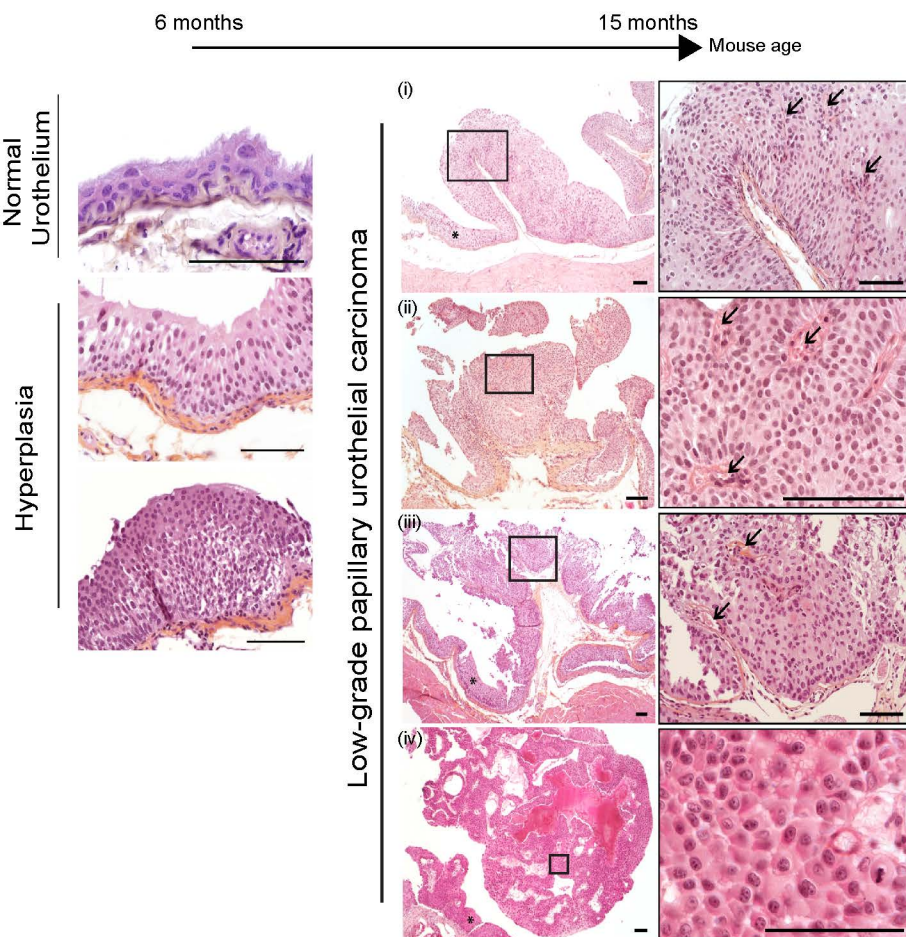 6 months
15 months
Mouse age
Normal
Urothelium
Hyperplasia
Low-grade papillary urothelial carcinoma
(i)
*
(ii)
(iii)
*
(iv)
*